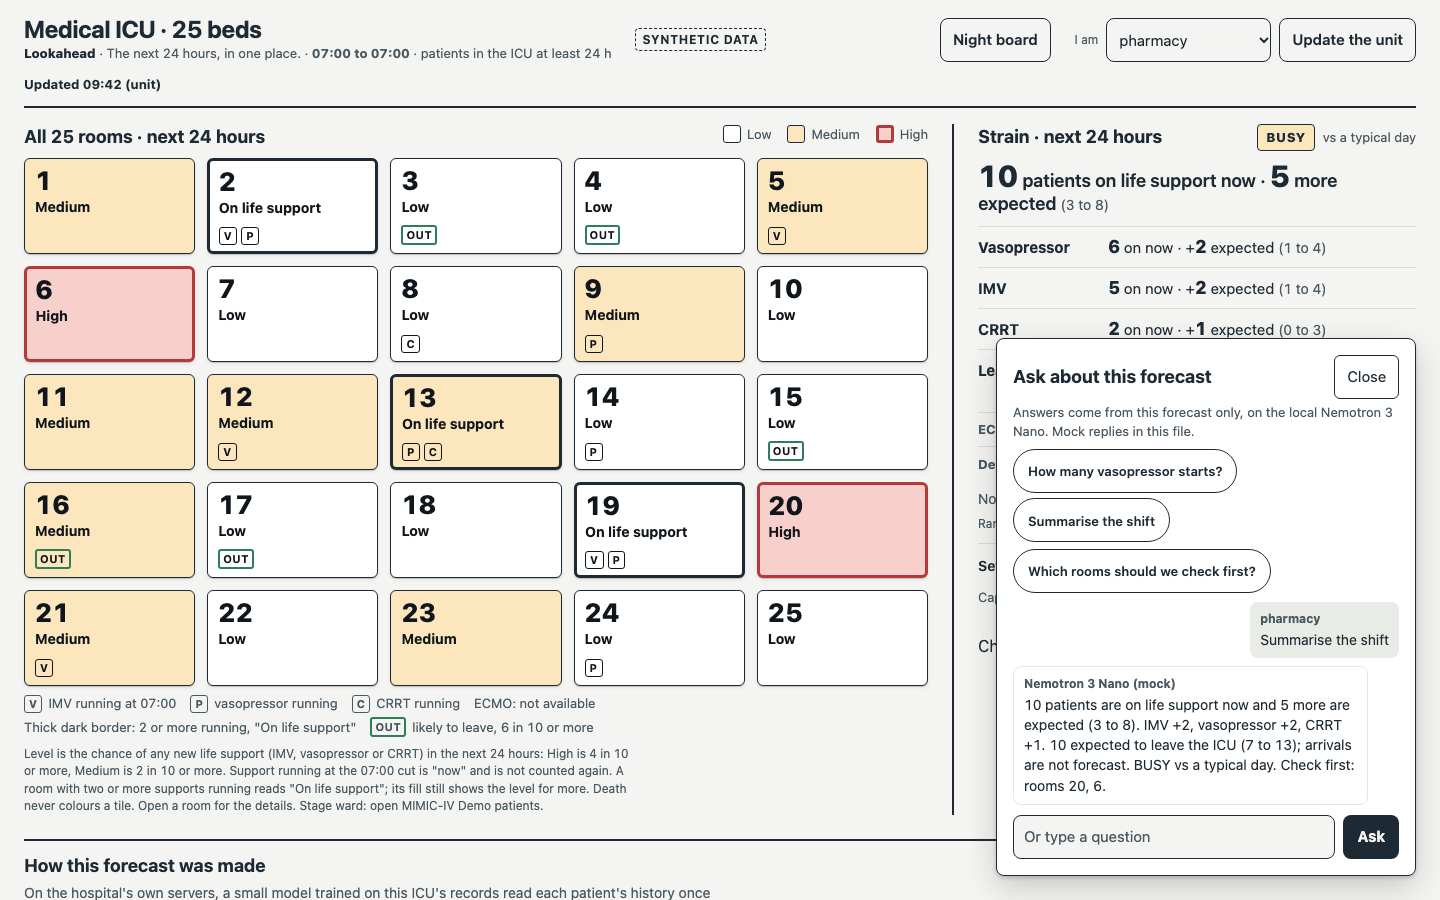 Medical ICU · 25 beds
Lookahead · The next 24 hours, in one place. · 07:00 to 07:00 · patients in the ICU at least 24 h
SYNTHETIC DATA
Night board
I am
pharmacy
Update the unit
Updated 09:42 (unit)
All 25 rooms · next 24 hours
Low
Medium
High
1
Medium
2
On life support
V P
3
Low
OUT
4
Low
OUT
5
Medium
V
6
High
7
Low
8
Low
C
9
Medium
P
10
Low
11
Medium
12
Medium
V
13
On life support
P C
14
Low
P
15
Low
OUT
16
Medium
OUT
17
Low
OUT
18
Low
19
On life support
V P
20
High
21
Medium
V
22
Low
23
Medium
24
Low
P
25
Low
V IMV running at 07:00 P vasopressor running C CRRT running ECMO: not available
Thick dark border: 2 or more running, "On life support" OUT likely to leave, 6 in 10 or more
Level is the chance of any new life support (IMV, vasopressor or CRRT) in the next 24 hours: High is 4 in 10
or more, Medium is 2 in 10 or more. Support running at the 07:00 cut is "now" and is not counted again. A
room with two or more supports running reads "On life support"; its fill still shows the level for more. Death
never colours a tile. Open a room for the details. Stage ward: open MIMIC-IV Demo patients.
Strain · next 24 hours
BUSY vs a typical day
10 patients on life support now · 5 more
expected (3 to 8)
Vasopressor 6 on now · +2 expected (1 to 4)
IMV 5 on now · +2 expected (1 to 4)
CRRT 2 on now · +1 expected (0 to 3)
Ask about this forecast
Close
Answers come from this forecast only, on the local Nemotron 3
Nano. Mock replies in this file.
How many vasopressor starts?
Summarise the shift
Which rooms should we check first?
pharmacy
Summarise the shift
Nemotron 3 Nano (mock)
10 patients are on life support now and 5 more are
expected (3 to 8). IMV +2, vasopressor +2, CRRT
+1. 10 expected to leave the ICU (7 to 13); arrivals
are not forecast. BUSY vs a typical day. Check first:
rooms 20, 6.
Or type a question
Ask
How this forecast was made
On the hospital's own servers, a small model trained on this ICU's records read each patient's history once